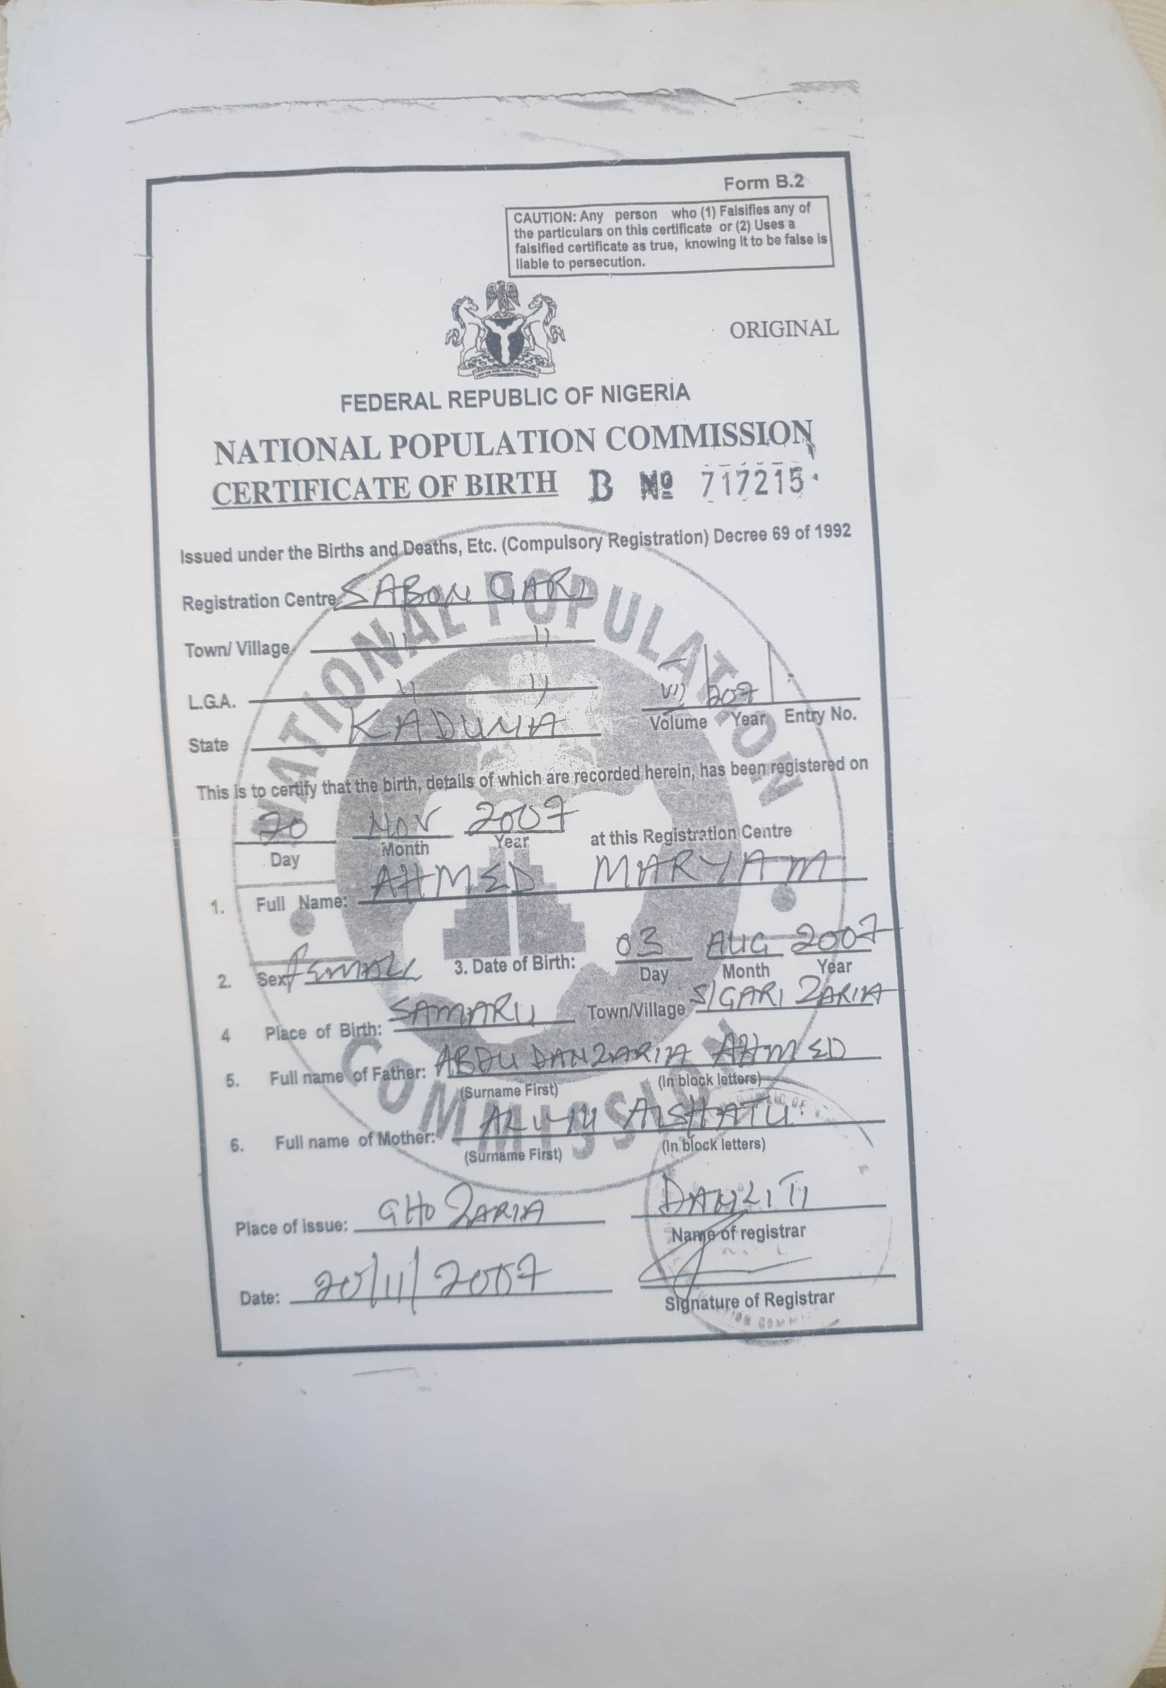 Form B.2
CAUTION: Any person who (1) Falsifies any of
the particulars on this certificate or (2) Uses a
falsified certificate as true, knowing it to be false is
liable to persecution.
ORIGINAL
FEDERAL REPUBLIC OF NIGERIA
NATIONAL POPULATION COMMISSION
CERTIFICATE OF BIRTH B No 717215
Issued under the Births and Deaths, Etc. (Compulsory Registration) Decree 69 of 1992
Registration Centre SABON GARI
Town/ Village " "
L.G.A. " "
VII 207
Volume Year Entry No.
State KADUNA
This is to certify that the birth, details of which are recorded herein, has been registered on
20 NOV 2007 at this Registration Centre
Day Month Year
1. Full Name: AHMED MARYAM
2. Sex Female 3. Date of Birth: 03 AUG 2007
Day Month Year
4 Place of Birth: SAMARU Town/Village S/GARI ZARIA
5. Full name of Father: ABDU DANZARIA AHMED
(Surname First) (In block letters)
6. Full name of Mother: AISHATU
(Surname First) (In block letters)
Place of issue: GHO ZARIA DANLITI
Name of registrar
Date: 20/11/2007
Signature of Registrar
NATIONAL POPULATION COMMISSION